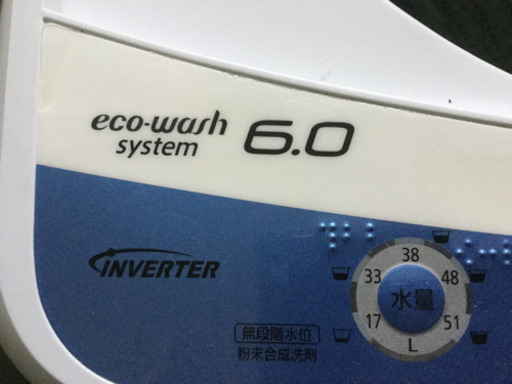 eco-wash 6.0
system
INVERTER
38
33 48
水量
17 51
L
無段階水位
粉末合成洗剤